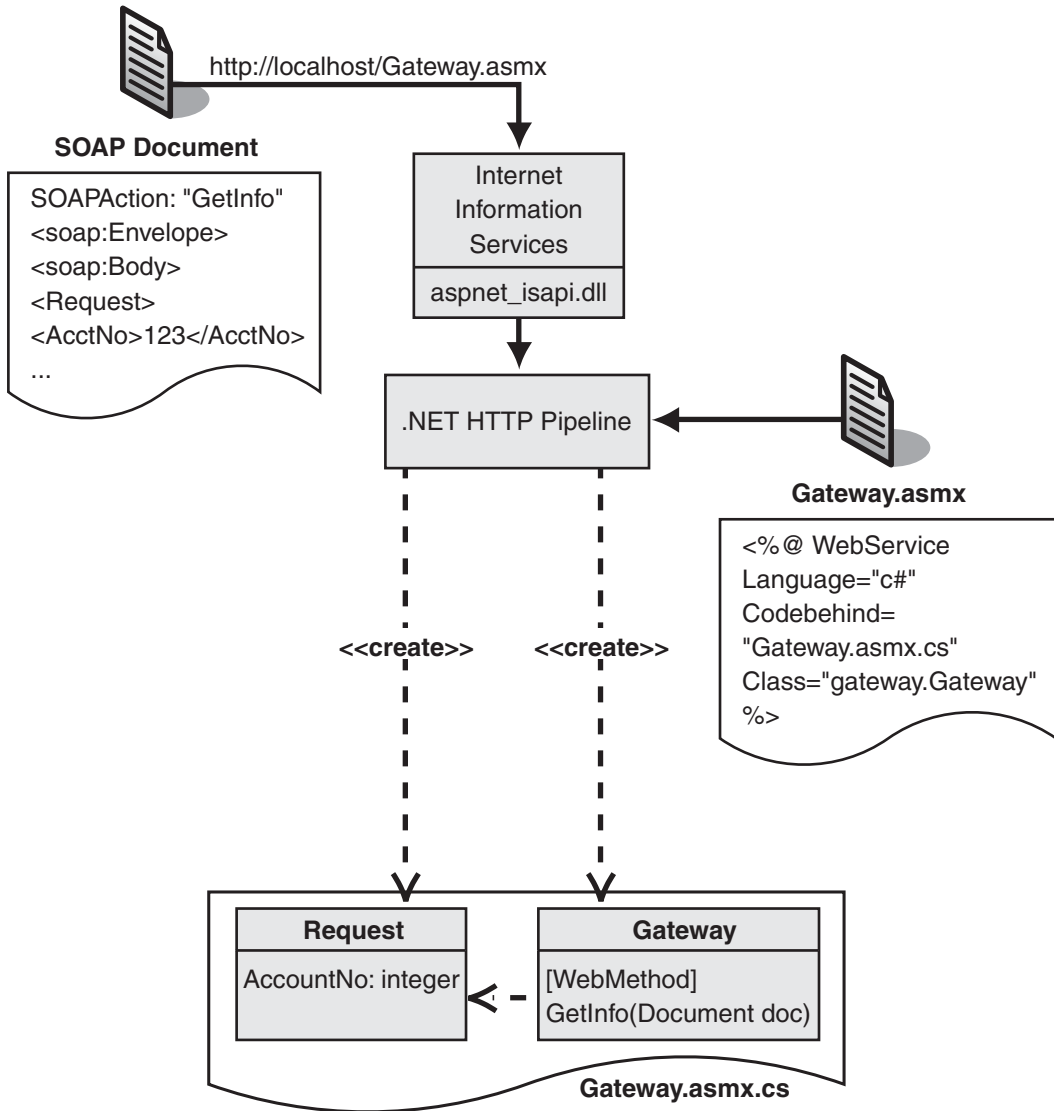 http://localhost/Gateway.asmx
SOAP Document
SOAPAction: "GetInfo"
<soap:Envelope>
<soap:Body>
<Request>
<AcctNo>123</AcctNo>
...
Internet
Information
Services
aspnet_isapi.dll
.NET HTTP Pipeline
Gateway.asmx
<%@ WebService
Language="c#"
Codebehind=
"Gateway.asmx.cs"
Class="gateway.Gateway"
%>
<<create>>
<<create>>
Request
AccountNo: integer
Gateway
[WebMethod]
GetInfo(Document doc)
Gateway.asmx.cs